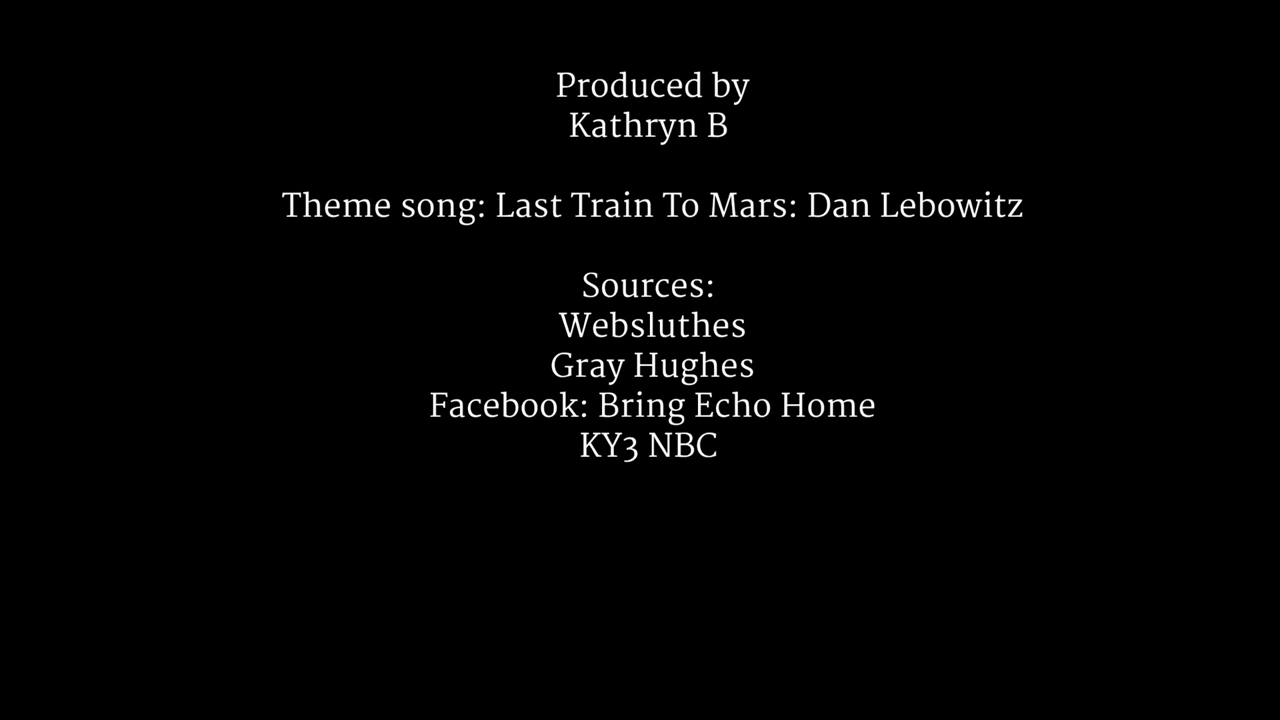 Produced by
Kathryn B
Theme song: Last Train To Mars: Dan Lebowitz
Sources:
Websluthes
Gray Hughes
Facebook: Bring Echo Home
KY3 NBC